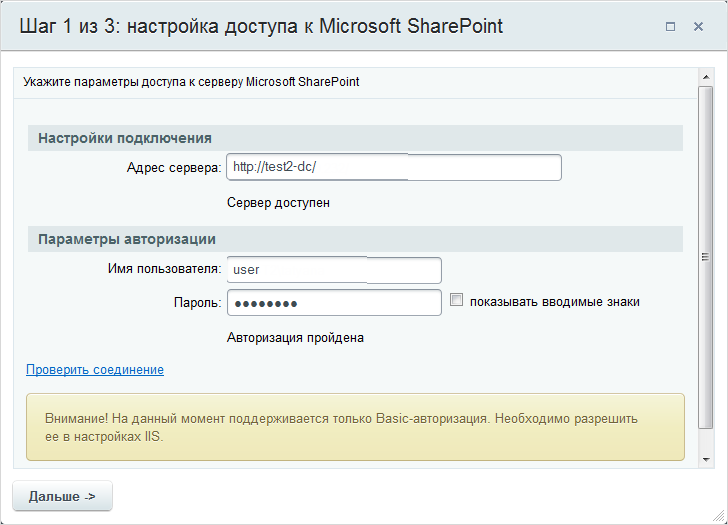 Шаг 1 из 3: настройка доступа к Microsoft SharePoint
Укажите параметры доступа к серверу Microsoft SharePoint
Настройки подключения
Адрес сервера: http://test2-dc/
Сервер доступен
Параметры авторизации
Имя пользователя: user
Пароль: ●●●●●●●● показывать вводимые знаки
Авторизация пройдена
Проверить соединение
Внимание! На данный момент поддерживается только Basic-авторизация. Необходимо разрешить
ее в настройках IIS.
Дальше ->